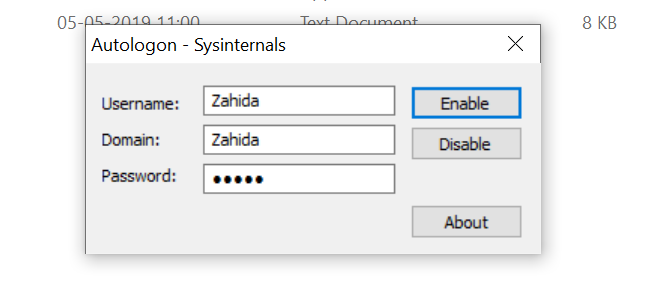 05-05-2019 11:00 Text Document 8 KB
Autologon - Sysinternals
Username: Zahida Enable
Domain: Zahida Disable
Password: ●●●●●
About